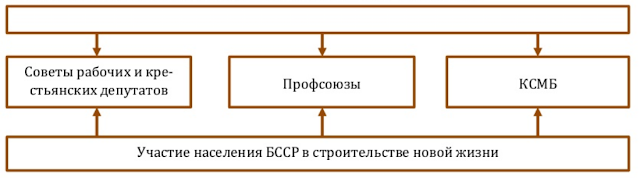 Советы рабочих и кре-
стьянских депутатов
Профсоюзы
КСМБ
Участие населения БССР в строительстве новой жизни